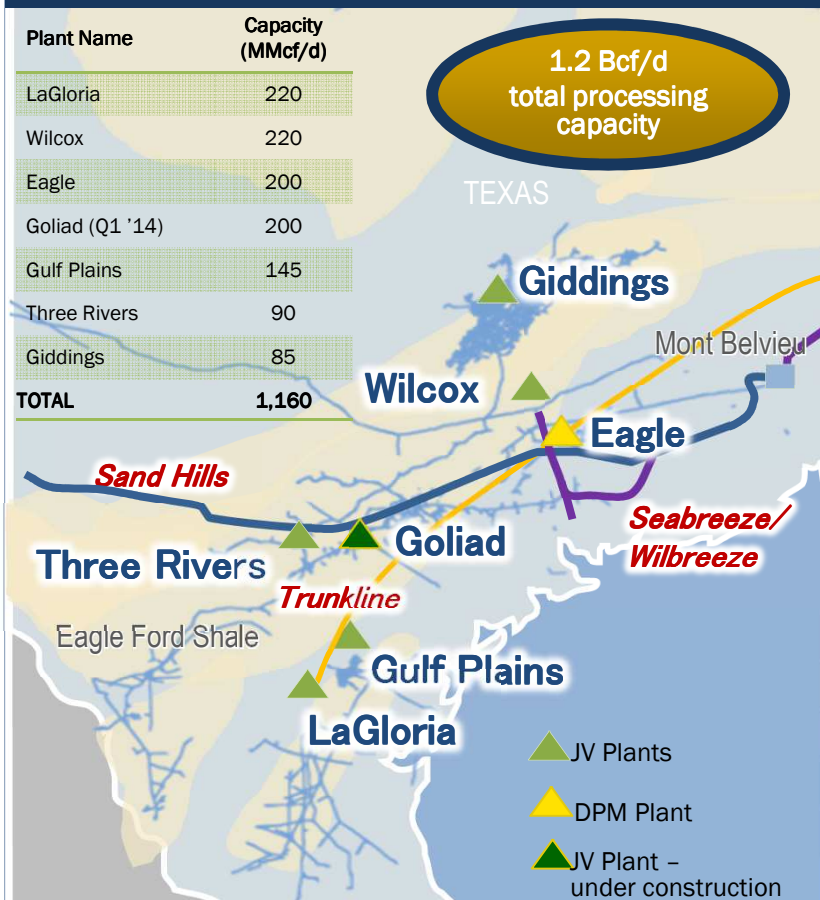 Plant Name
Capacity
(MMcf/d)
LaGloria 220
Wilcox 220
Eagle 200
Goliad (Q1 ’14) 200
Gulf Plains 145
Three Rivers 90
Giddings 85
TOTAL 1,160
1.2 Bcf/d
total processing
capacity
TEXAS
Giddings
Mont Belvieu
Wilcox
Eagle
Sand Hills
Seabreeze/
Wilbreeze
Goliad
Three Rivers
Trunkline
Eagle Ford Shale
Gulf Plains
LaGloria
JV Plants
DPM Plant
JV Plant –
under construction